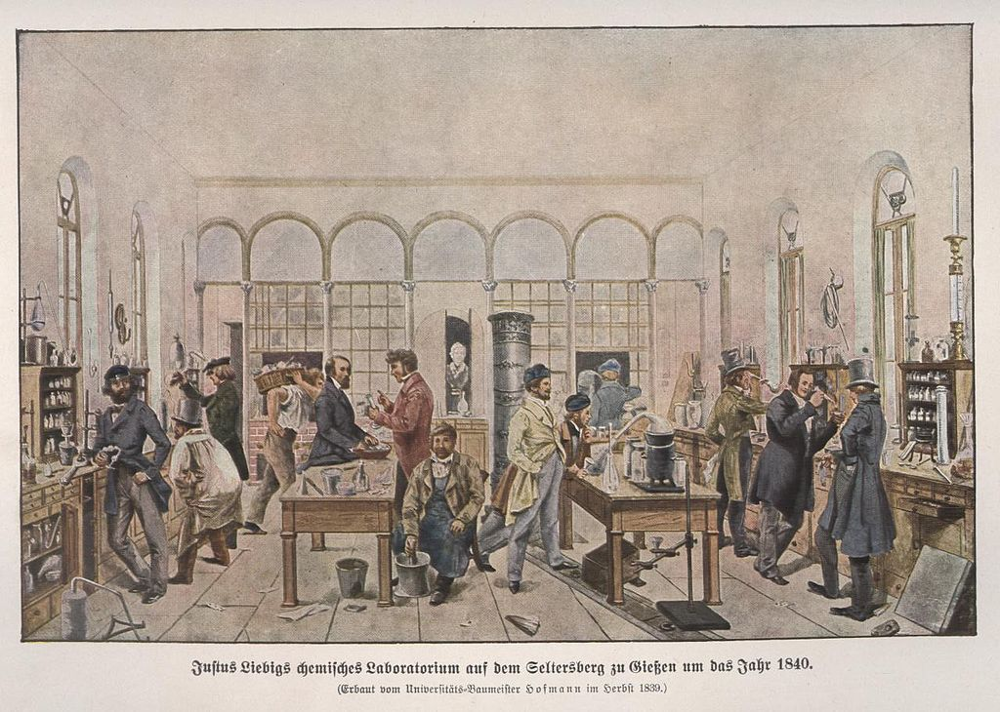 Justus Liebigs chemisches Laboratorium auf dem Seltersberg zu Gießen um das Jahr 1840.
(Erbaut vom Universitäts-Baumeister Hofmann im Herbst 1839.)